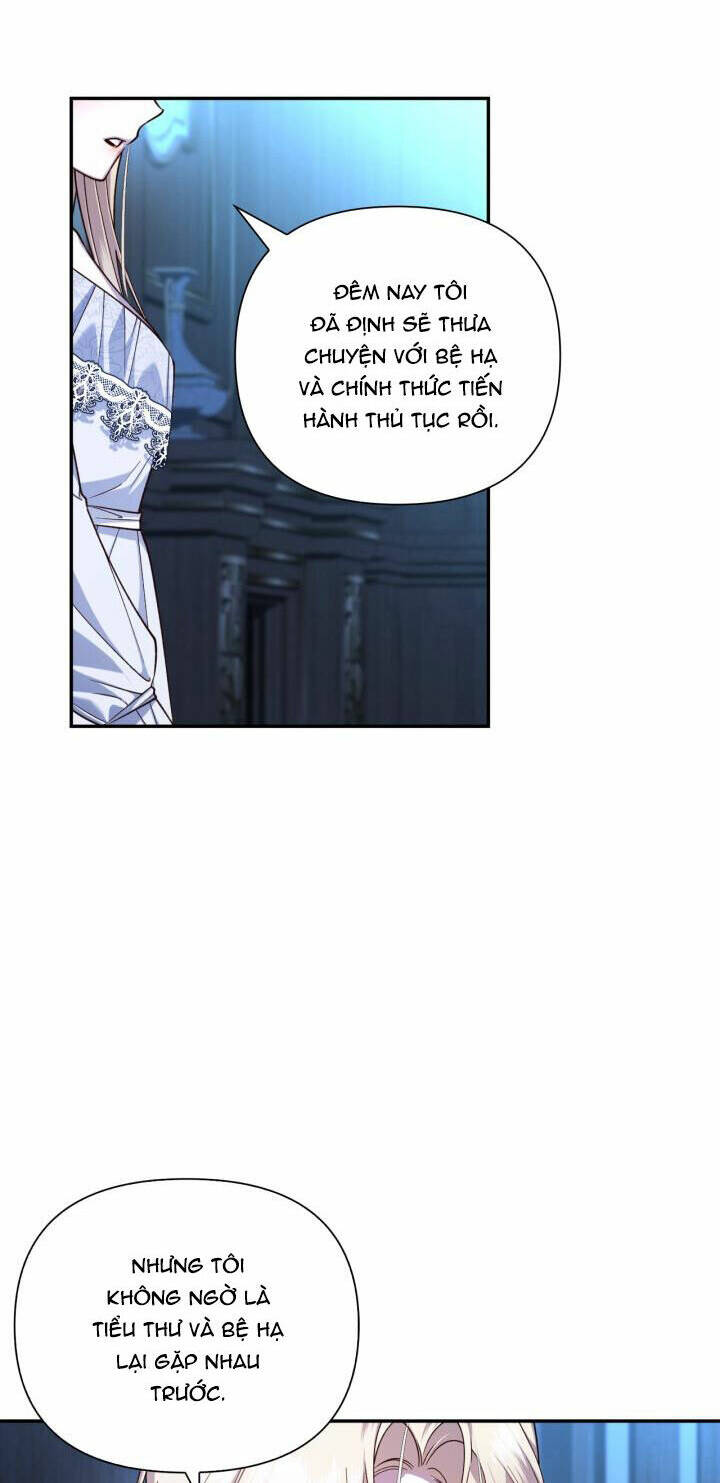 ĐÊM NAY TÔI
ĐÃ ĐỊNH SẼ THƯA
CHUYỆN VỚI BỆ HẠ
VÀ CHÍNH THỨC TIẾN
HÀNH THỦ TỤC RỒI.
NHƯNG TÔI
KHÔNG NGỜ LÀ
TIỂU THƯ VÀ BỆ HẠ
LẠI GẶP NHAU
TRƯỚC.